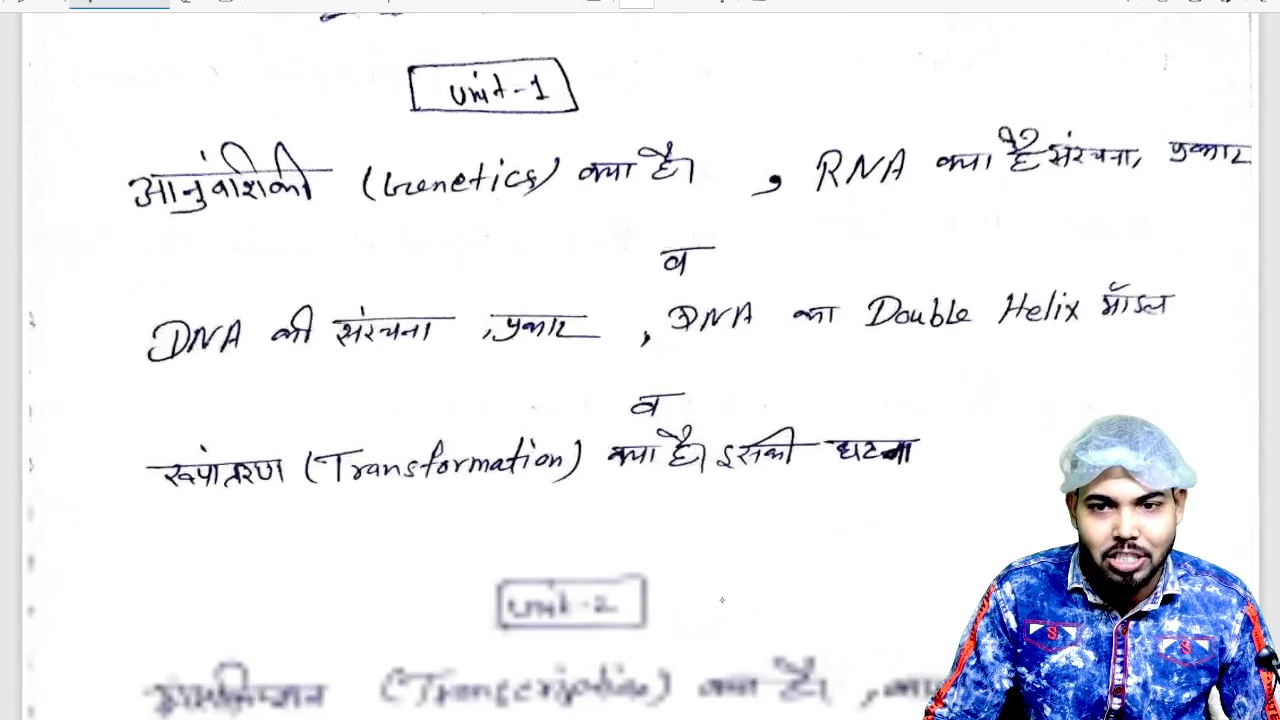 Unit-1
आनुवंशिकी (Genetics) क्या है। , RNA क्या है संरचना, प्रकार
व
DNA की संरचना ,प्रकार , DNA का Double Helix मॉडल
व
रूपांतरण (Transformation) क्या है। इसकी घटना
Unit-2
(Transcription) क्या है। ,